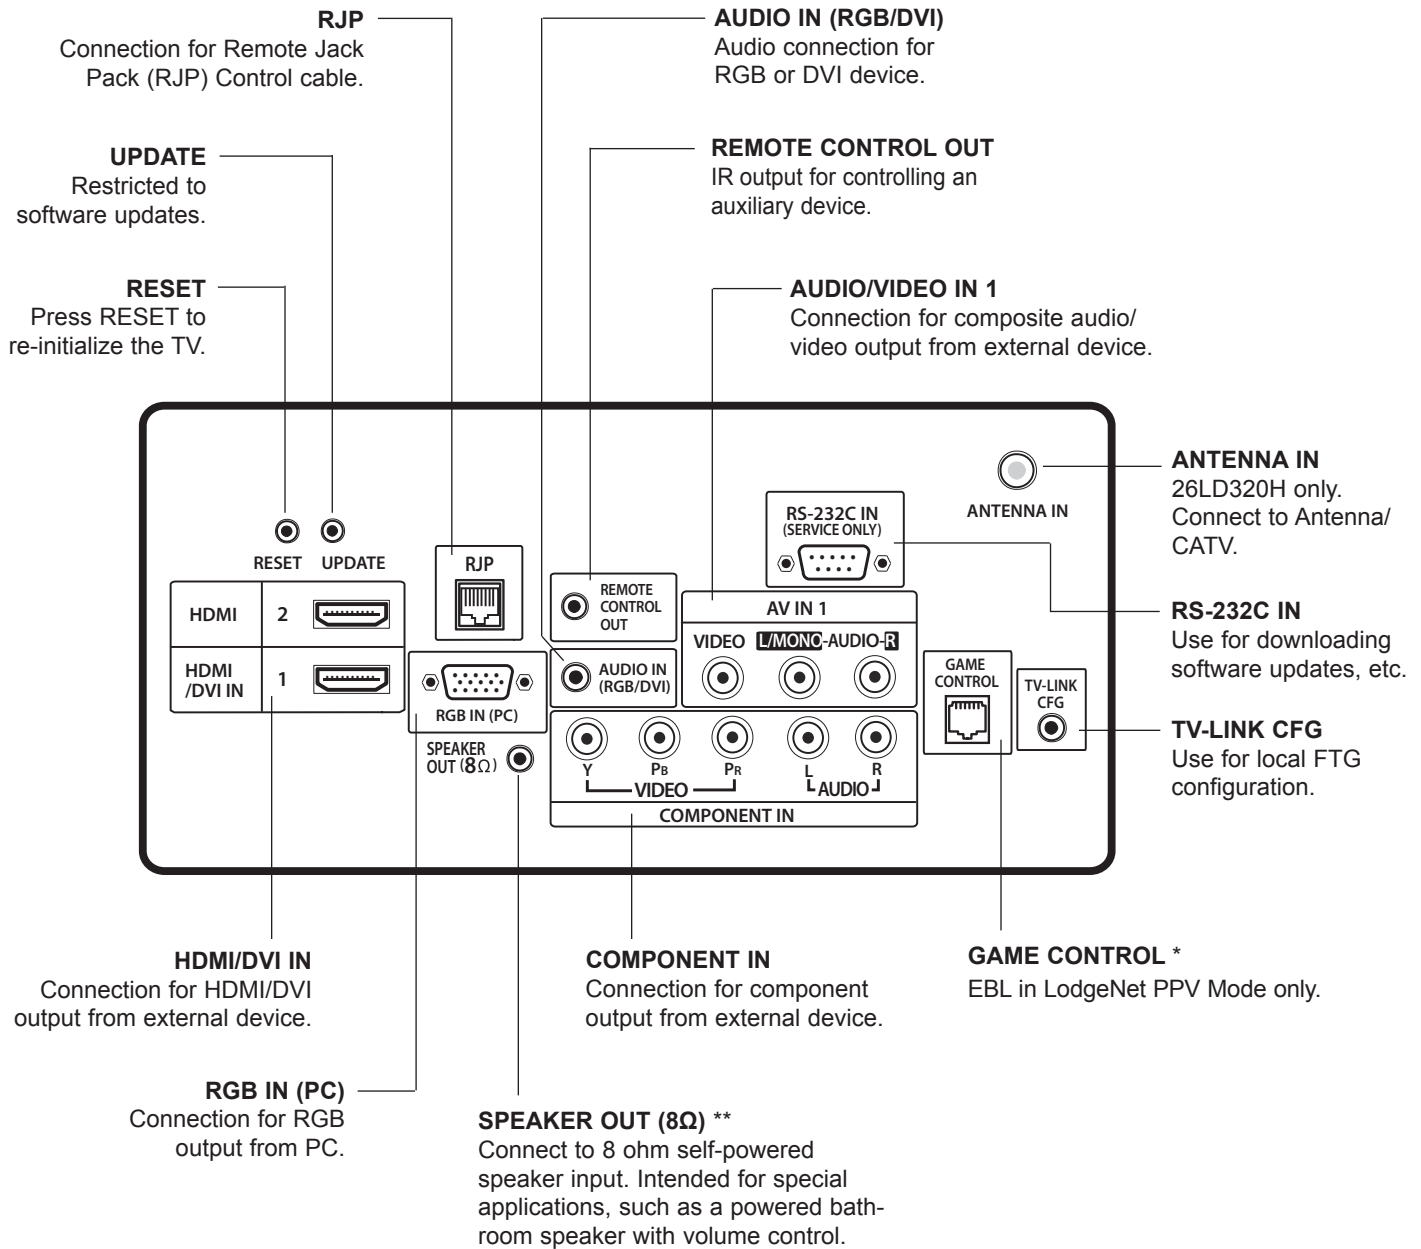 RJP
Connection for Remote Jack
Pack (RJP) Control cable.
AUDIO IN (RGB/DVI)
Audio connection for
RGB or DVI device.
UPDATE
Restricted to
software updates.
REMOTE CONTROL OUT
IR output for controlling an
auxiliary device.
RESET
Press RESET to
re-initialize the TV.
AUDIO/VIDEO IN 1
Connection for composite audio/
video output from external device.
ANTENNA IN
26LD320H only.
Connect to Antenna/
CATV.
RS-232C IN
Use for downloading
software updates, etc.
TV-LINK CFG
Use for local FTG
configuration.
RESET
UPDATE
HDMI
2
HDMI
/DVI IN
1
RJP
RGB IN (PC)
SPEAKER
OUT (8Ω)
REMOTE
CONTROL
OUT
AUDIO IN
(RGB/DVI)
RS-232C IN
(SERVICE ONLY)
ANTENNA IN
AV IN 1
VIDEO
L/MONO-AUDIO-R
Y
PB
PR
L
R
VIDEO
AUDIO
COMPONENT IN
GAME
CONTROL
TV-LINK
CFG
HDMI/DVI IN
Connection for HDMI/DVI
output from external device.
COMPONENT IN
Connection for component
output from external device.
GAME CONTROL *
EBL in LodgeNet PPV Mode only.
RGB IN (PC)
Connection for RGB
output from PC.
SPEAKER OUT (8Ω) **
Connect to 8 ohm self-powered
speaker input. Intended for special
applications, such as a powered bath-
room speaker with volume control.